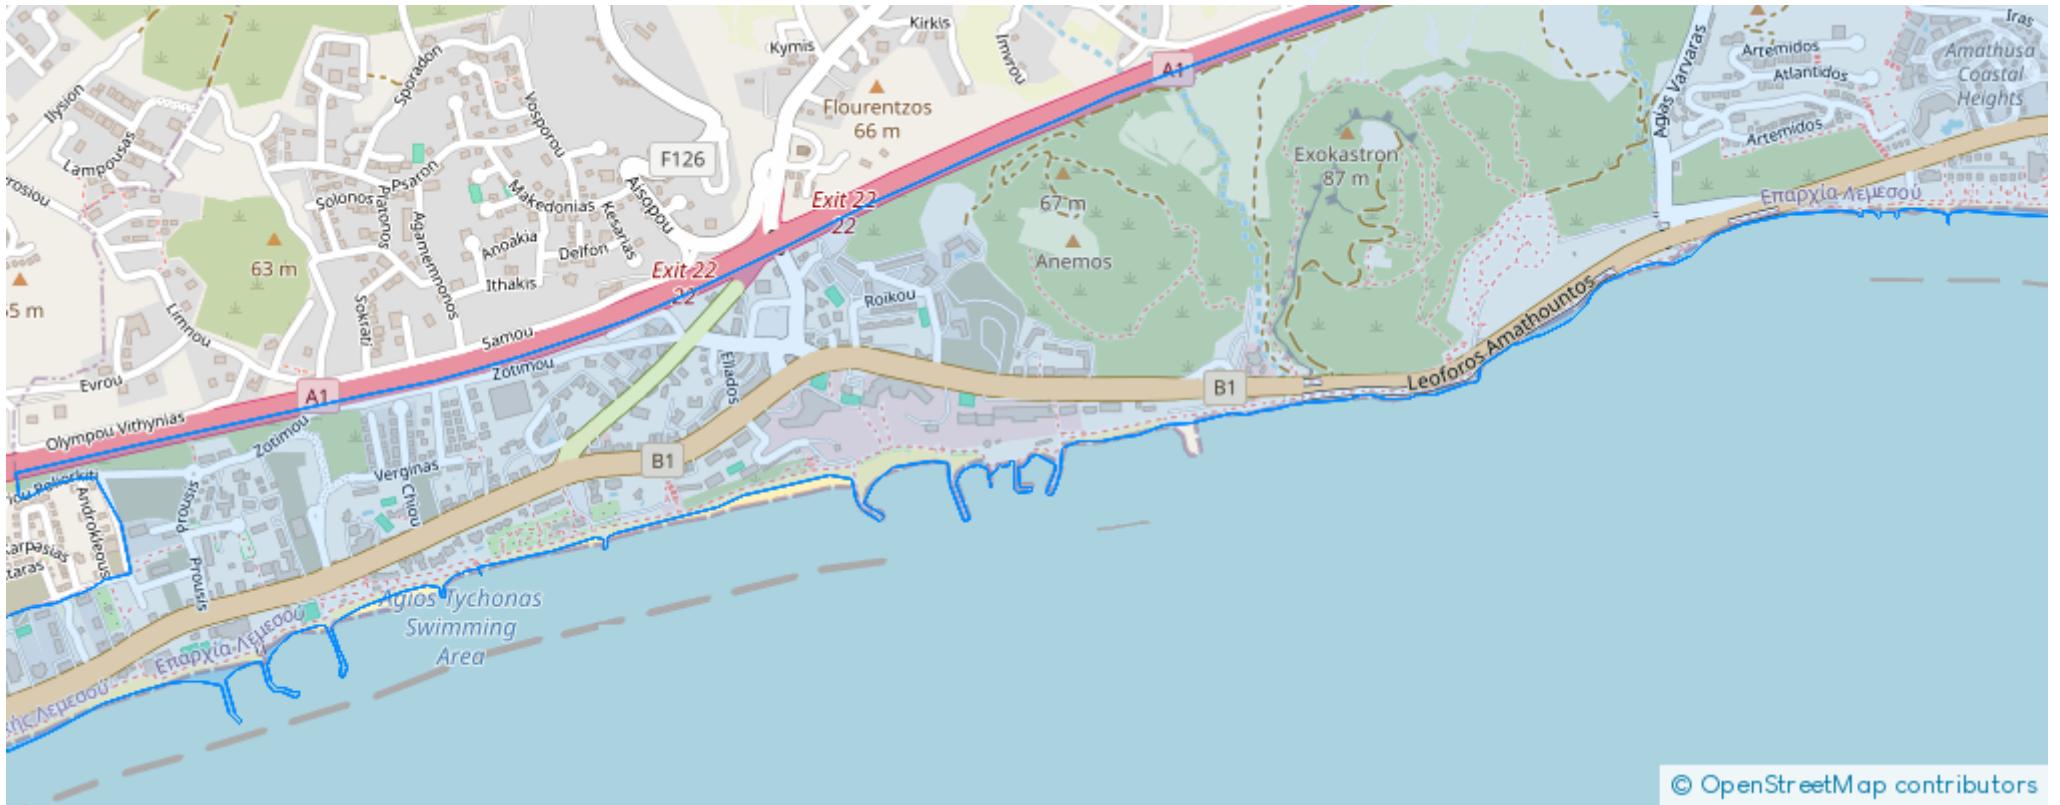 Kirkis
Kymis
Imvrou
Iras
Artemidos
Amathusa
Coastal
Heights
Atlantidos
Artemidos
Agias Varvaras
A1
Sporadon
Ilysion
Vosporou
Flourentzos
66 m
Lampousas
F126
Exokastron
87 m
Psaron
Solonos
Platonos
Makedonias
Aisopou
Kesarias
Agamemnonos
Anoakia
Delfon
Ithakis
Exit 22
22
67 m
Anemos
Επαρχία Λεμεσού
63 m
Exit 22
22
Roikou
Sokrati
Limnou
Samou
Zotimou
Evrou
A1
Eliados
B1
Leoforos Amathountos
Olympou Vithynias
Zotimou
Verginas
Chiou
B1
Androkleous
Prousis
Prousis
Agios Tychonas
Swimming
Area
Επαρχία Λεμεσού
Λεμεσού
© OpenStreetMap contributors